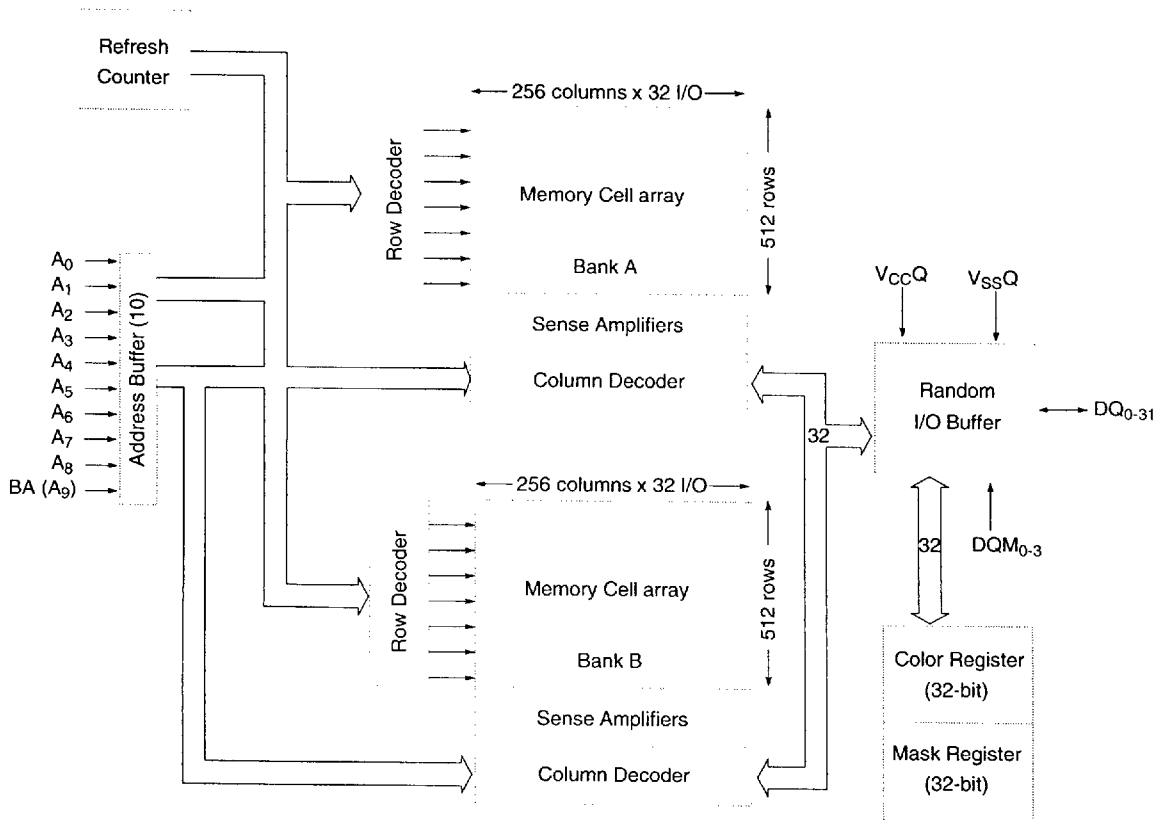 Refresh
Counter
256 columns x 32 I/O
Row Decoder
Memory Cell array
Bank A
512 rows
Sense Amplifiers
Column Decoder
A0
A1
A2
A3
A4
A5
A6
A7
A8
BA (A9)
Address Buffer (10)
VCCQ
VSSQ
Random
I/O Buffer
DQ0-31
32
256 columns x 32 I/O
Row Decoder
Memory Cell array
Bank B
512 rows
Sense Amplifiers
Column Decoder
32
DQM0-3
Color Register
(32-bit)
Mask Register
(32-bit)